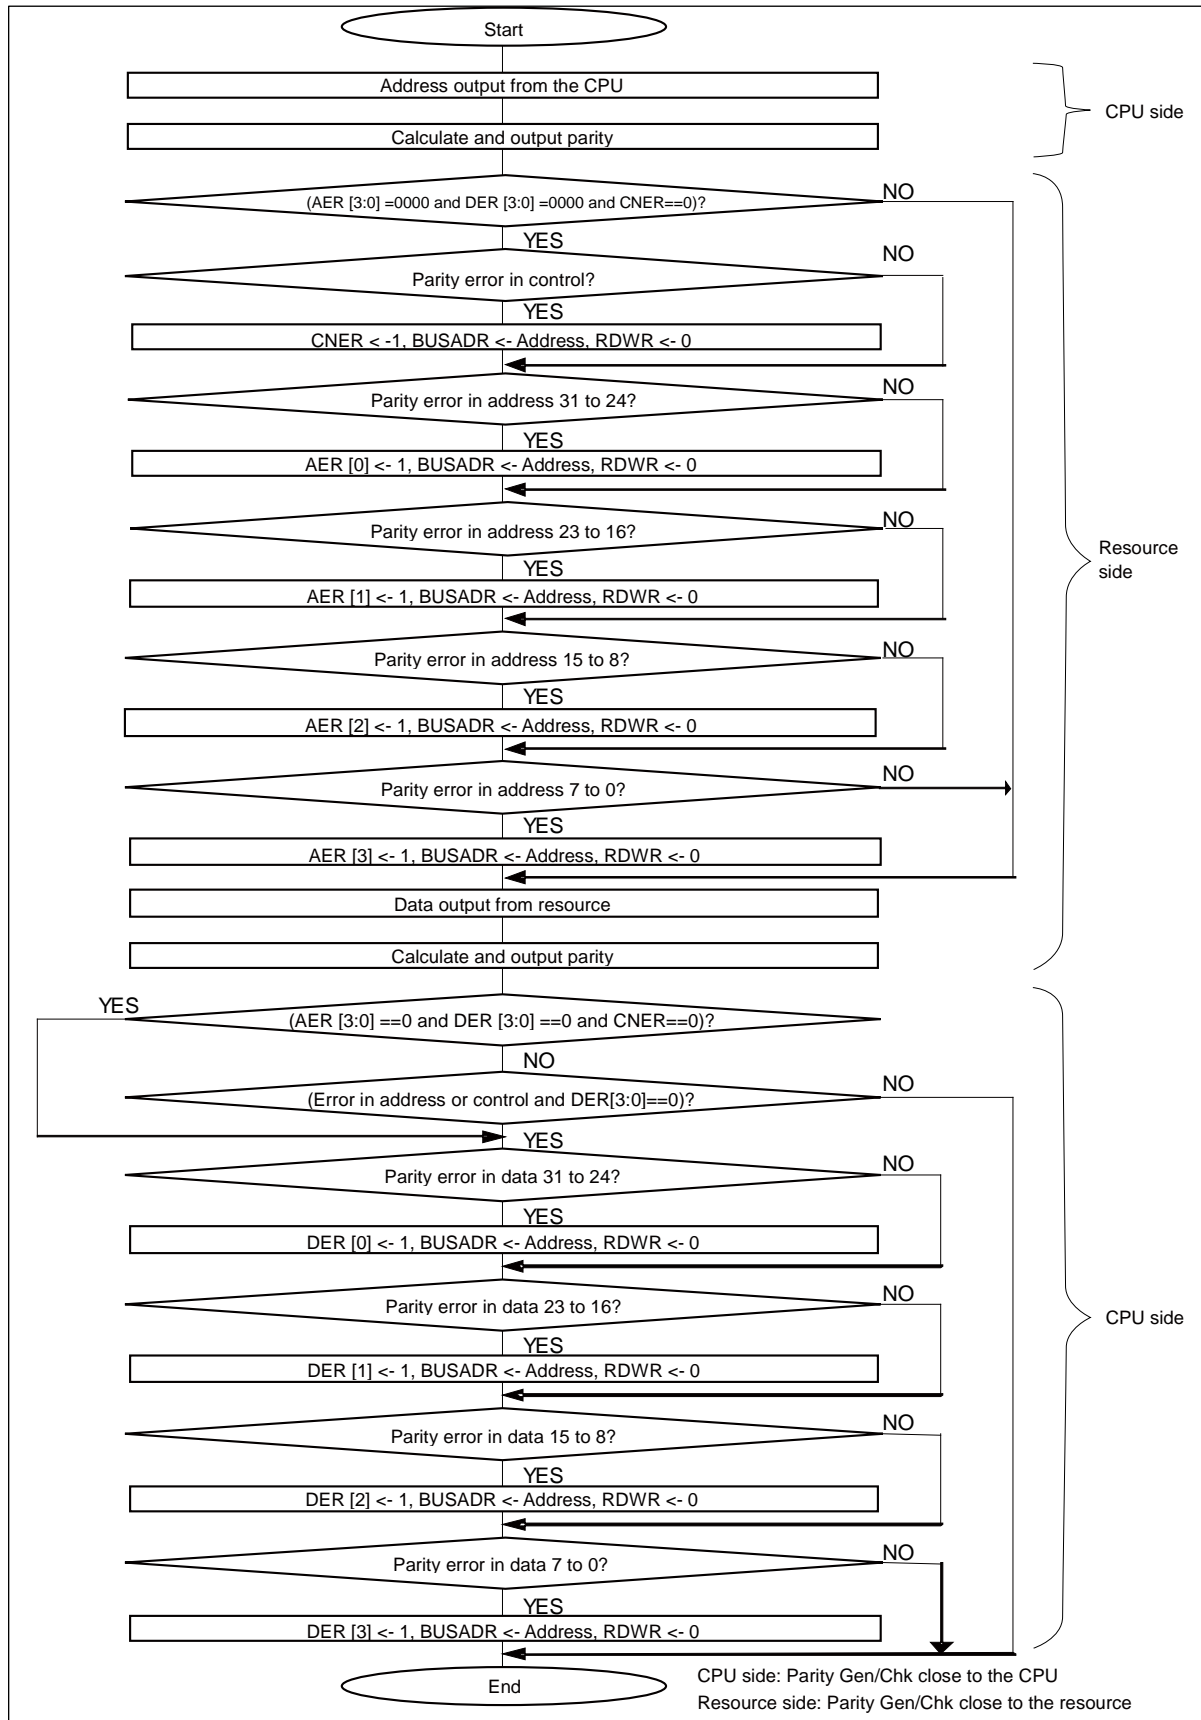 Start
Address output from the CPU
CPU side
Calculate and output parity
(AER [3:0] =0000 and DER [3:0] =0000 and CNER==0)?
NO
YES
Parity error in control?
NO
YES
CNER < -1, BUSADR <- Address, RDWR <- 0
Parity error in address 31 to 24?
NO
YES
AER [0] <- 1, BUSADR <- Address, RDWR <- 0
Parity error in address 23 to 16?
NO
Resource
side
YES
AER [1] <- 1, BUSADR <- Address, RDWR <- 0
Parity error in address 15 to 8?
NO
YES
AER [2] <- 1, BUSADR <- Address, RDWR <- 0
Parity error in address 7 to 0?
NO
YES
AER [3] <- 1, BUSADR <- Address, RDWR <- 0
Data output from resource
Calculate and output parity
YES
(AER [3:0] ==0 and DER [3:0] ==0 and CNER==0)?
NO
(Error in address or control and DER[3:0]==0)?
NO
YES
Parity error in data 31 to 24?
NO
YES
DER [0] <- 1, BUSADR <- Address, RDWR <- 0
Parity error in data 23 to 16?
NO
CPU side
YES
DER [1] <- 1, BUSADR <- Address, RDWR <- 0
Parity error in data 15 to 8?
NO
YES
DER [2] <- 1, BUSADR <- Address, RDWR <- 0
Parity error in data 7 to 0?
NO
YES
DER [3] <- 1, BUSADR <- Address, RDWR <- 0
End
CPU side: Parity Gen/Chk close to the CPU
Resource side: Parity Gen/Chk close to the resource